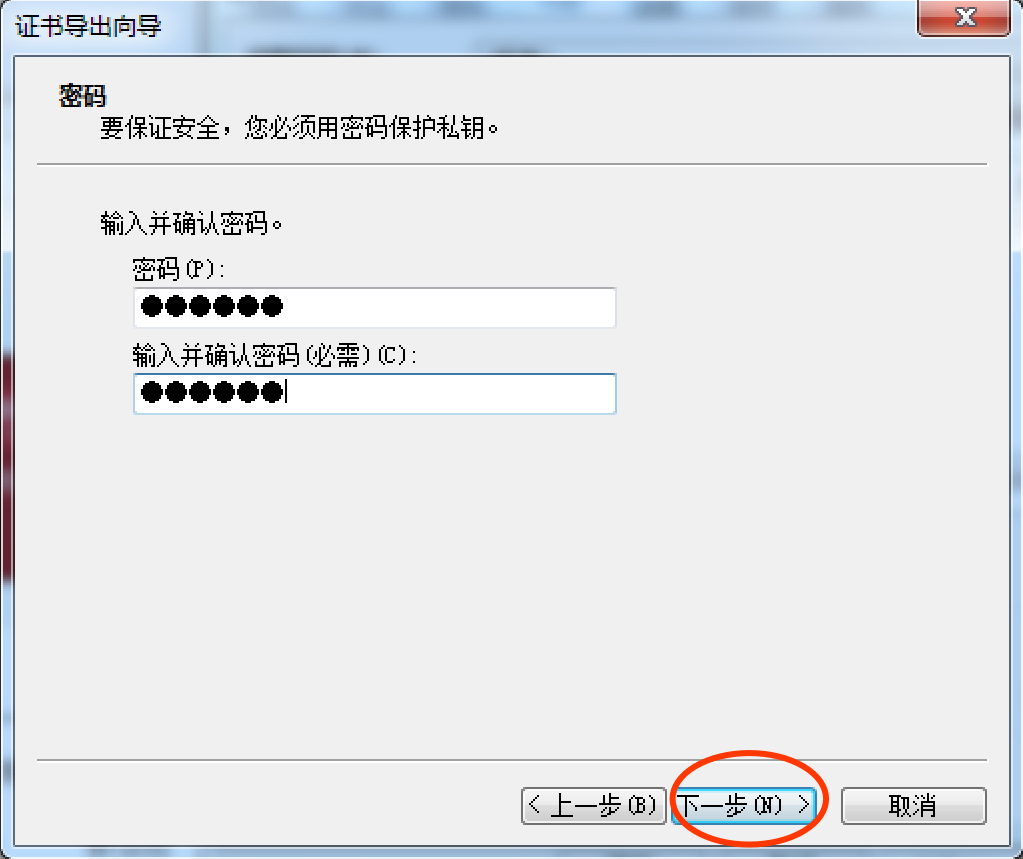 证书导出向导
密码
要保证安全，您必须用密码保护私钥。
输入并确认密码。
密码(P):
●●●●●●
输入并确认密码(必需)(C):
●●●●●●
< 上一步(B) 下一步(N) > 取消